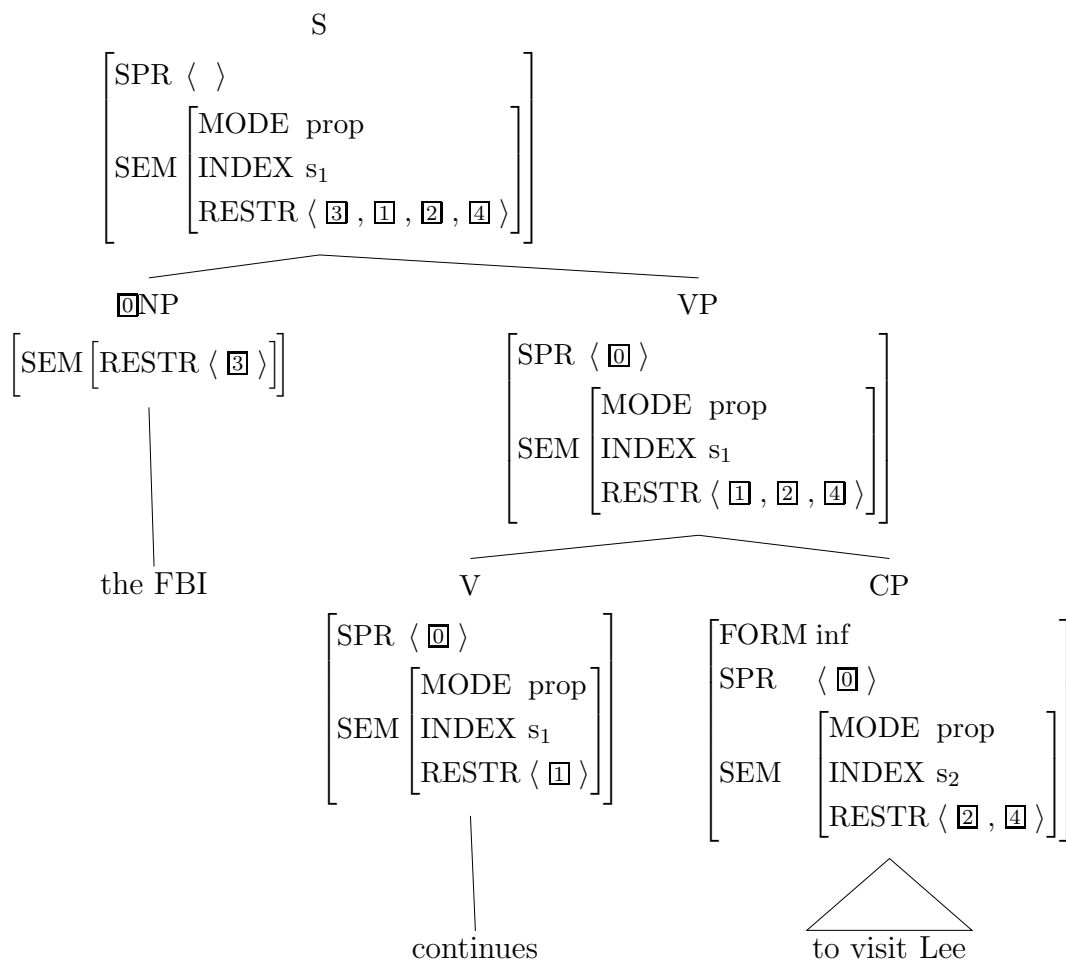 S
SPR ⟨ ⟩
MODE prop
SEM INDEX s₁
RESTR ⟨ 3 , 1 , 2 , 4 ⟩
0NP VP
SEM RESTR ⟨ 3 ⟩
SPR ⟨ 0 ⟩
MODE prop
SEM INDEX s₁
RESTR ⟨ 1 , 2 , 4 ⟩
the FBI V CP
SPR ⟨ 0 ⟩
MODE prop
SEM INDEX s₁
RESTR ⟨ 1 ⟩
FORM inf
SPR ⟨ 0 ⟩
MODE prop
SEM INDEX s₂
RESTR ⟨ 2 , 4 ⟩
continues to visit Lee